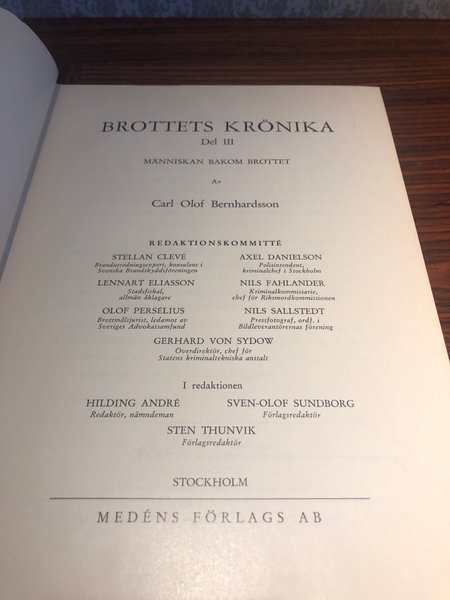 BROTTETS KRÖNIKA
Del III
MÄNNISKAN BAKOM BROTTET
Av
Carl Olof Bernhardsson
REDAKTIONSKOMMITTÉ
STELLAN CLEVE
Brandutredningsexpert, konsulent i
Svenska Brandskyddsföreningen
AXEL DANIELSON
Polisintendent,
kriminalchef i Stockholm
LENNART ELIASSON
Stadsfiskal,
allmän åklagare
NILS FAHLANDER
Kriminalkommissarie,
chef för Riksmordkommissionen
OLOF PERSELIUS
Brottmålsjurist, ledamot av
Sveriges Advokatsamfund
NILS SALLSTEDT
Pressfotograf, ordf. i
Bildleverantörernas förening
GERHARD VON SYDOW
Överdirektör, chef för
Statens kriminaltekniska anstalt
I redaktionen
HILDING ANDRÉ
Redaktör, nämndeman
SVEN-OLOF SUNDBORG
Förlagsredaktör
STEN THUNVIK
Förlagsredaktör
STOCKHOLM
MEDÉNS FÖRLAGS AB